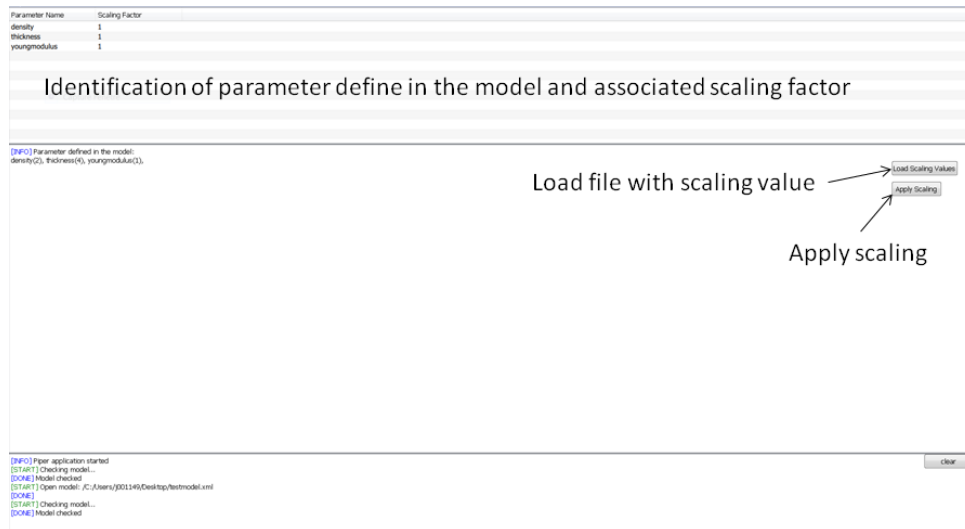 Parameter Name Scaling Factor
density 1
thickness 1
youngmodulus 1
Identification of parameter define in the model and associated scaling factor
[INFO] Parameter defined in the model:
density(2), thickness(4), youngmodulus(1),
Load Scaling Values
Load file with scaling value
Apply Scaling
Apply scaling
[INFO] Piper application started
clear
[START] Checking model...
[DONE] Model checked
[START] Open model: /C:/Users/j001149/Desktop/testmodel.xml
[DONE]
[START] Checking model...
[DONE] Model checked